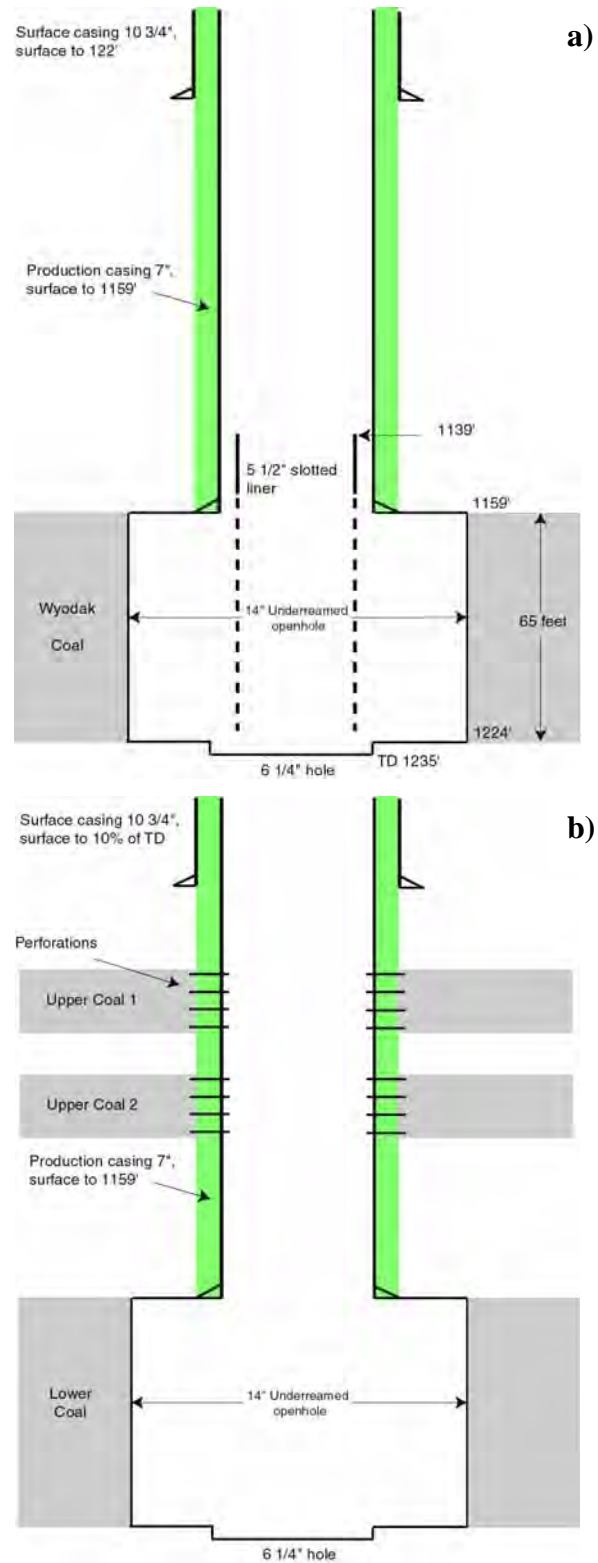 Surface casing 10 3/4",
surface to 122'
a)
Production casing 7",
surface to 1159'
1139'
5 1/2" slotted
liner
1159'
Wyodak
Coal
14" Underreamed
openhole
65 feet
1224'
6 1/4" hole
TD 1235'
Surface casing 10 3/4",
surface to 10% of TD
b)
Perforations
Upper Coal 1
Upper Coal 2
Production casing 7",
surface to 1159'
Lower
Coal
14" Underreamed
openhole
6 1/4" hole